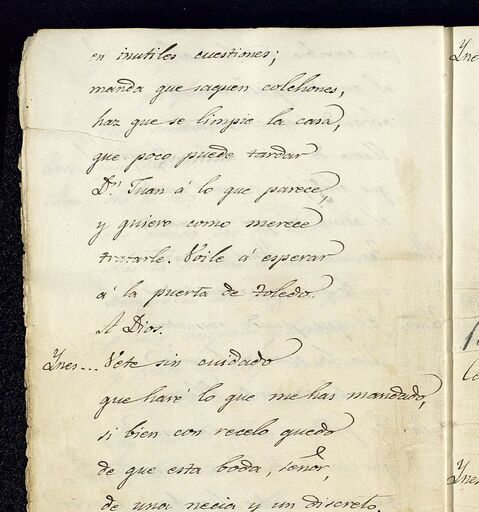 en inutiles cuestiones;
manda que saquen colchones,
haz que se limpie la casa,
que poco puede tardar
Dn. Juan á lo que parece,
y quiero como merece
tratarle. Voile á esperar
á la puerta de toledo.
A Dios.
Ynes... Vete sin cuidado
que haré lo que me has mandado,
si bien con recelo quedo
de que esta boda, señor,
de una necia y un discreto.
Ynes
Ynes